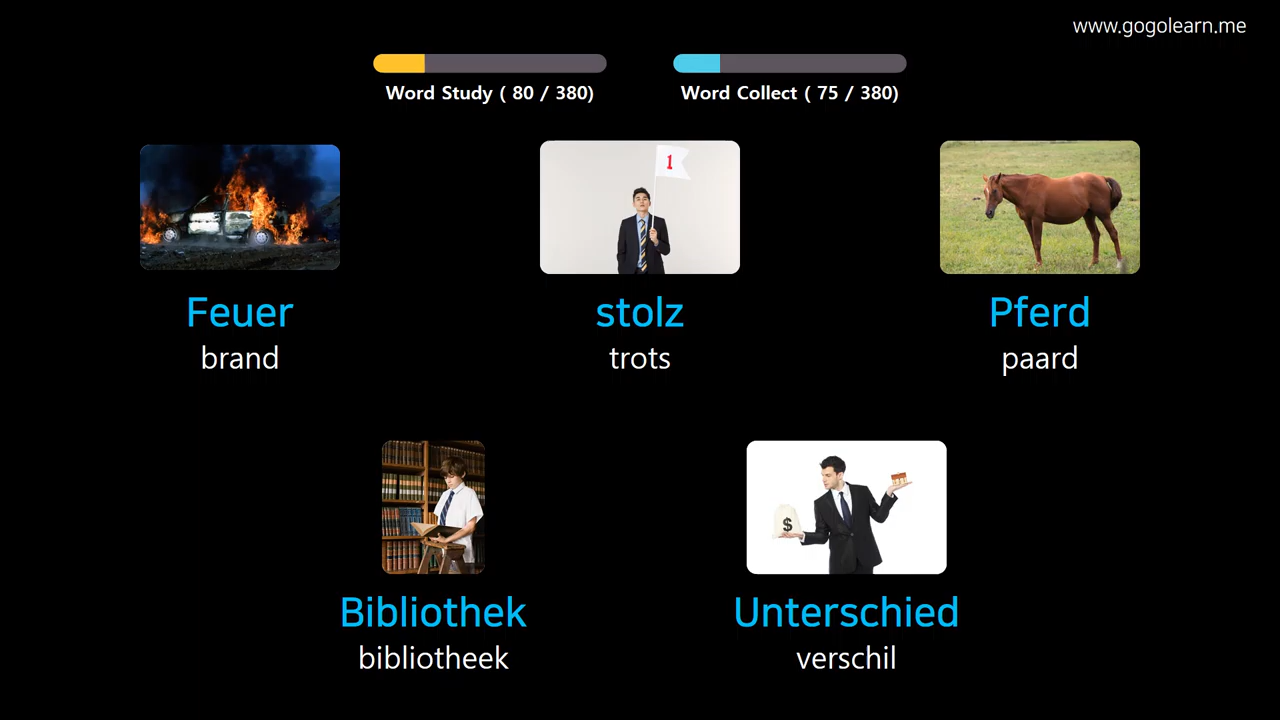 www.gogolearn.me
Word Study ( 80 / 380)
Word Collect ( 75 / 380)
1
Feuer
brand
stolz
trots
Pferd
paard
$
Bibliothek
bibliotheek
Unterschied
verschil